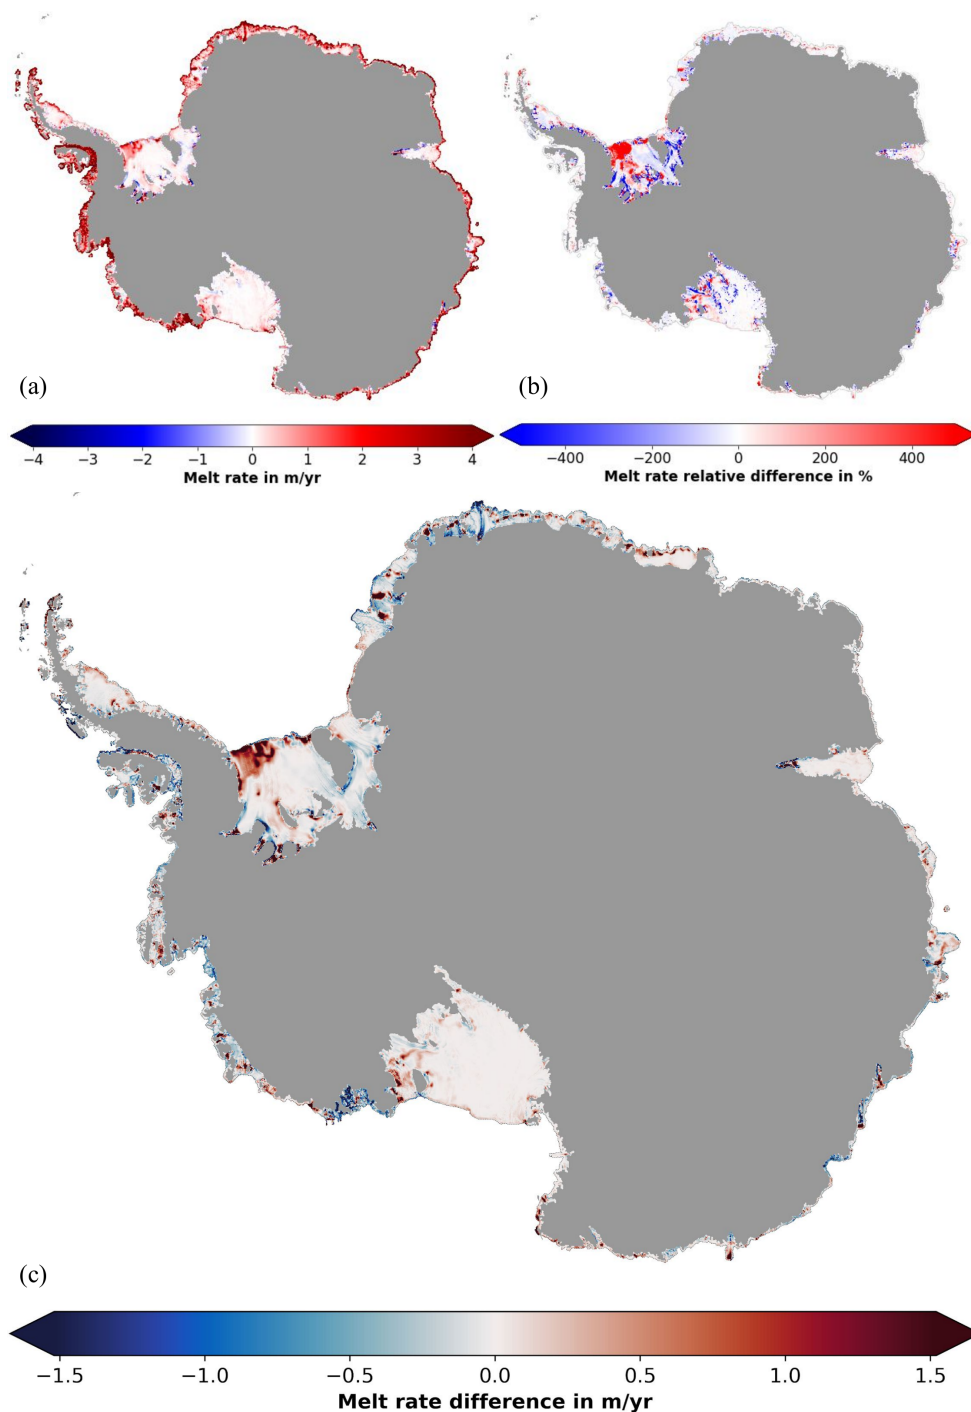 (a)
(b)
−4 −3 −2 −1 0 1 2 3 4
Melt rate in m/yr
−400 −200 0 200 400
Melt rate relative difference in %
(c)
−1.5 −1.0 −0.5 0.0 0.5 1.0 1.5
Melt rate difference in m/yr